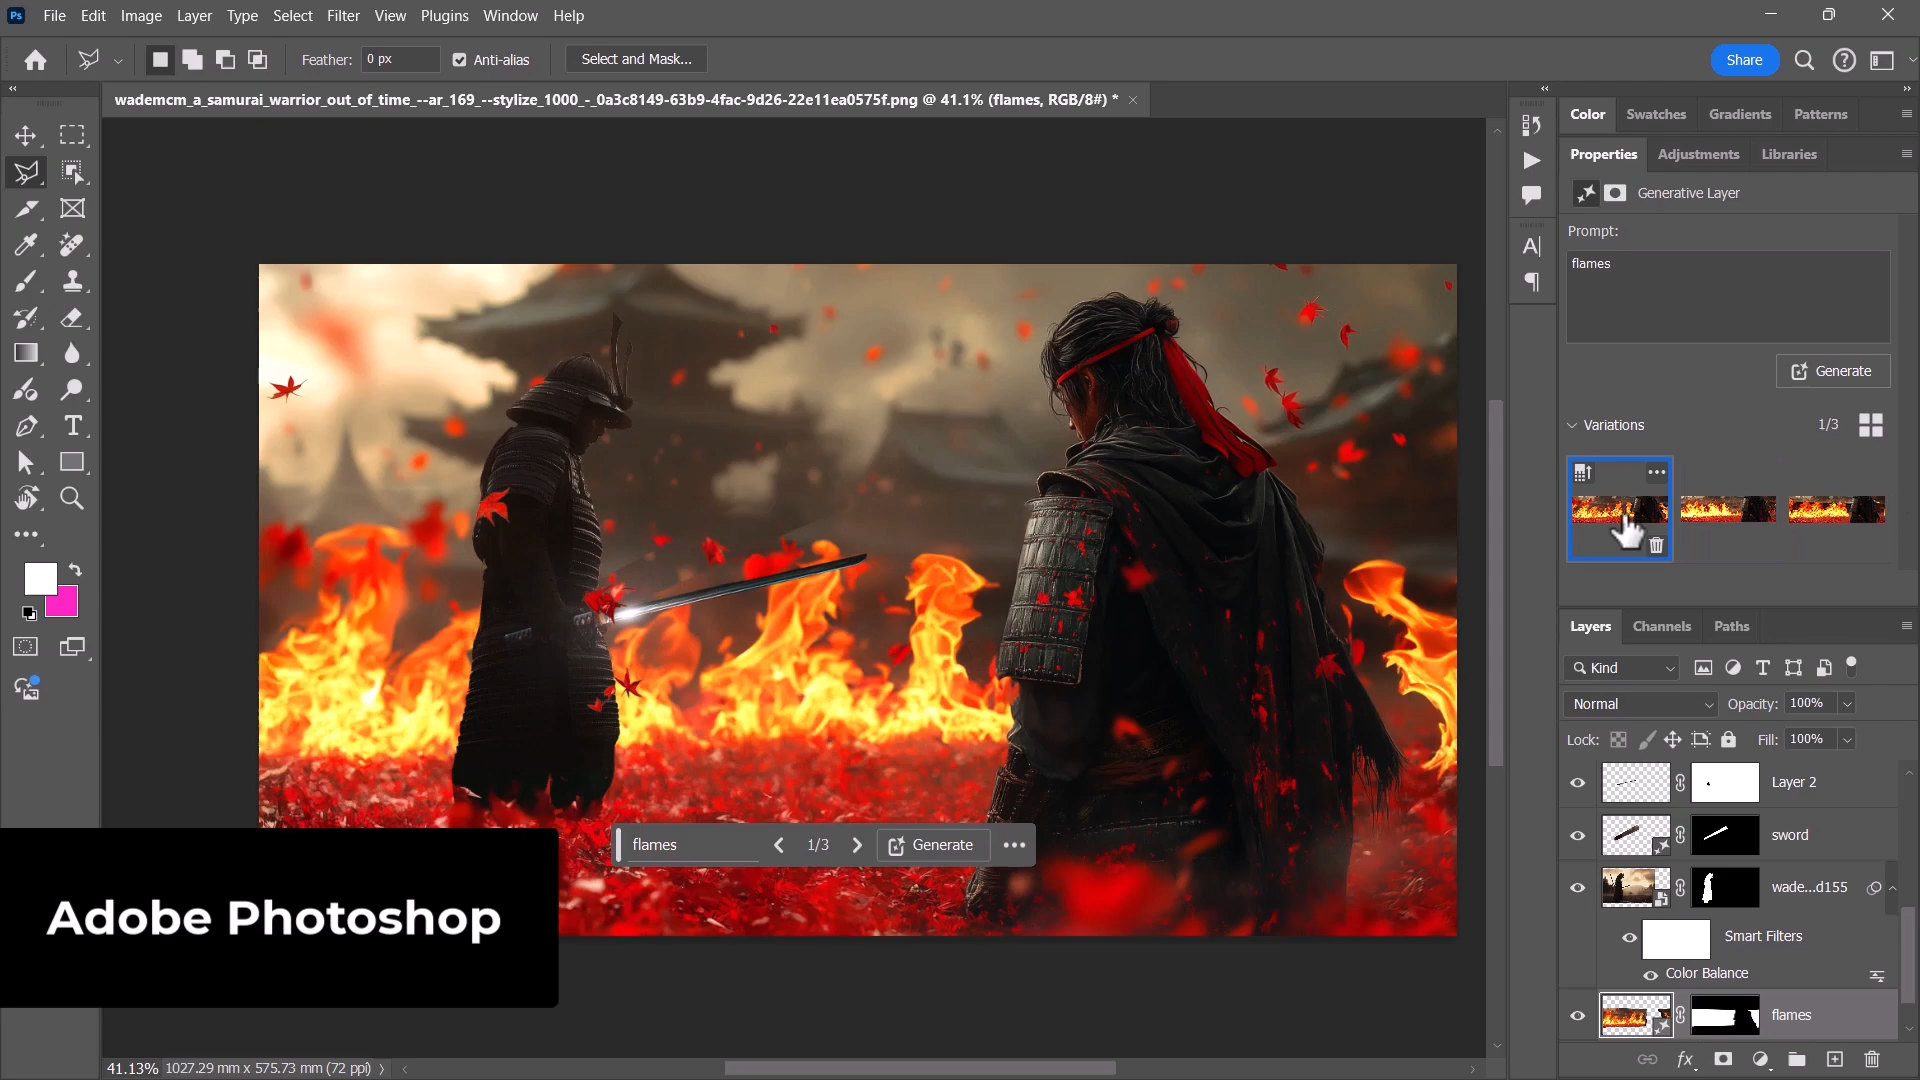 Ps File Edit Image Layer Type Select Filter View Plugins Window Help
Feather: 0 px Anti-alias Select and Mask... Share
wademcm_a_samurai_warrior_out_of_time_--ar_169_--stylize_1000_-_0a3c8149-63b9-4fac-9d26-22e11ea0575f.png @ 41.1% (flames, RGB/8#) *
Color Swatches Gradients Patterns
Properties Adjustments Libraries
Generative Layer
Prompt:
flames
Generate
Variations 1/3
Layers Channels Paths
Kind
Normal Opacity: 100%
Lock: Fill: 100%
Layer 2
sword
wade...d155
Smart Filters
Color Balance
flames
flames 1/3 Generate
Adobe Photoshop
41.13% 1027.29 mm x 575.73 mm (72 ppi)